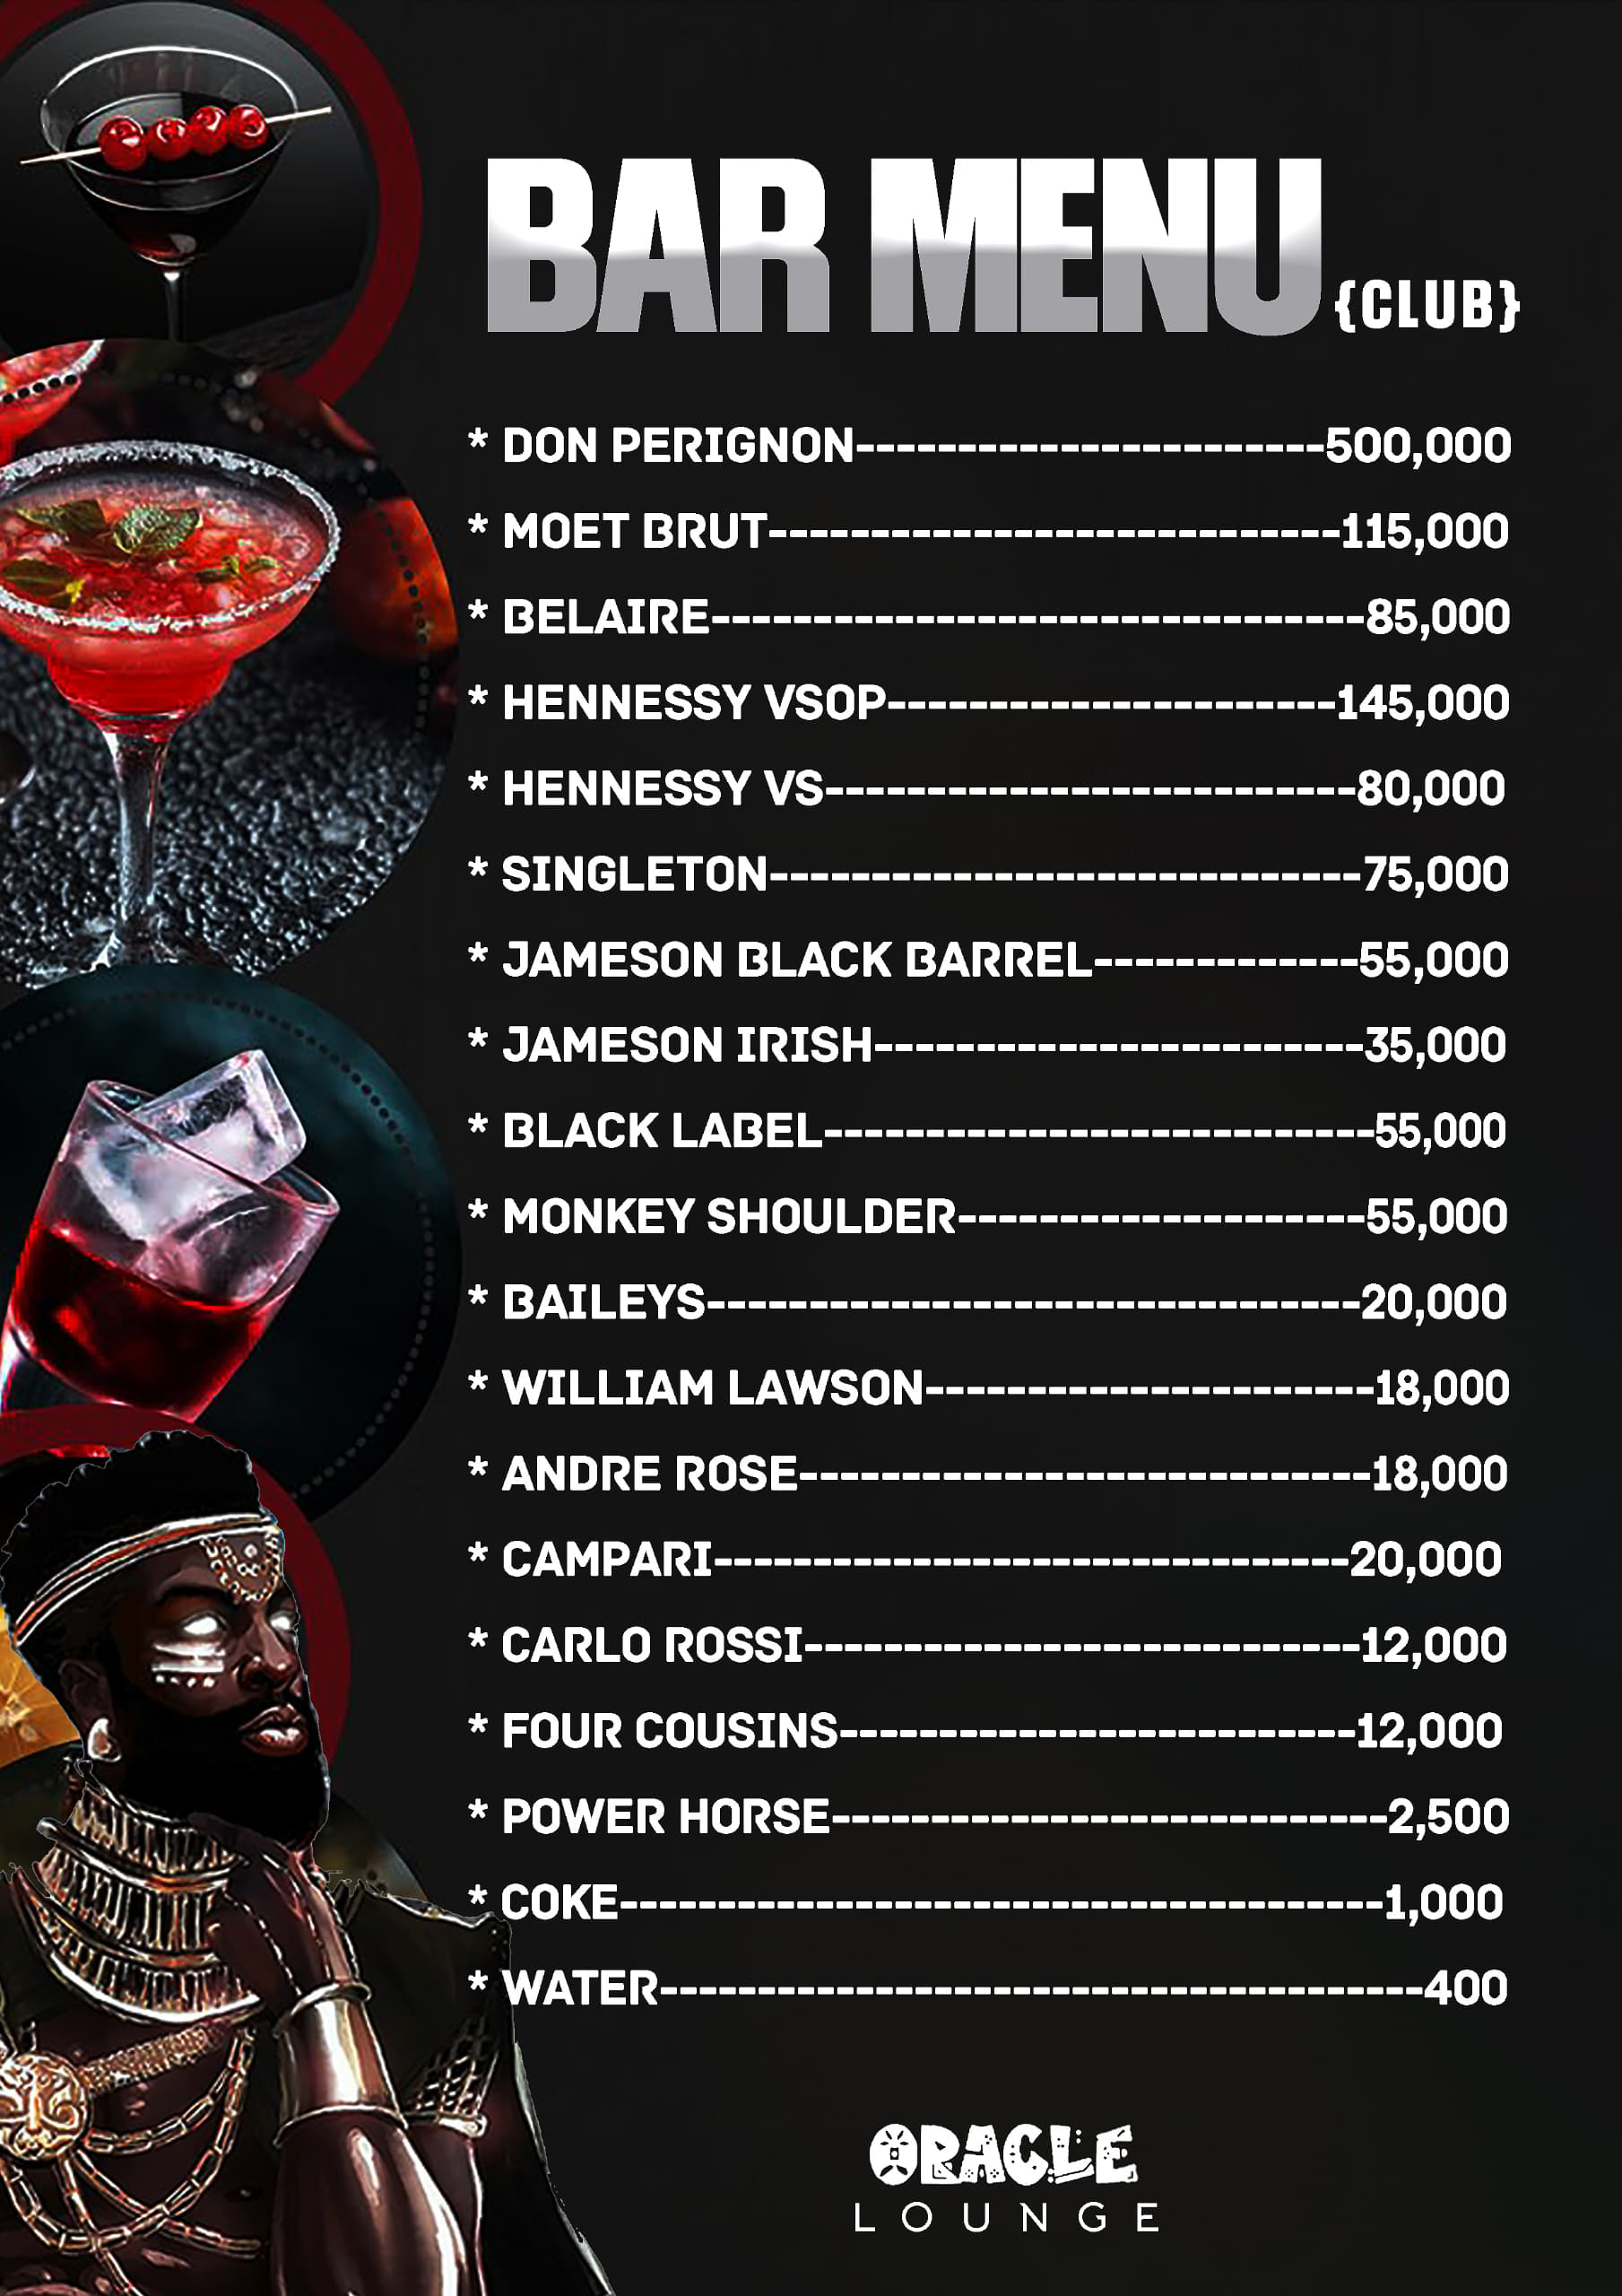 BAR MENU {CLUB}
* DON PERIGNON-----------------------500,000
* MOET BRUT----------------------------115,000
* BELAIRE--------------------------------85,000
* HENNESSY VSOP----------------------145,000
* HENNESSY VS--------------------------80,000
* SINGLETON-----------------------------75,000
* JAMESON BLACK BARREL-------------55,000
* JAMESON IRISH------------------------35,000
* BLACK LABEL---------------------------55,000
* MONKEY SHOULDER--------------------55,000
* BAILEYS--------------------------------20,000
* WILLIAM LAWSON----------------------18,000
* ANDRE ROSE----------------------------18,000
* CAMPARI-------------------------------20,000
* CARLO ROSSI---------------------------12,000
* FOUR COUSINS-------------------------12,000
* POWER HORSE---------------------------2,500
* COKE-------------------------------------1,000
* WATER-------------------------------------400
ORACLE
LOUNGE